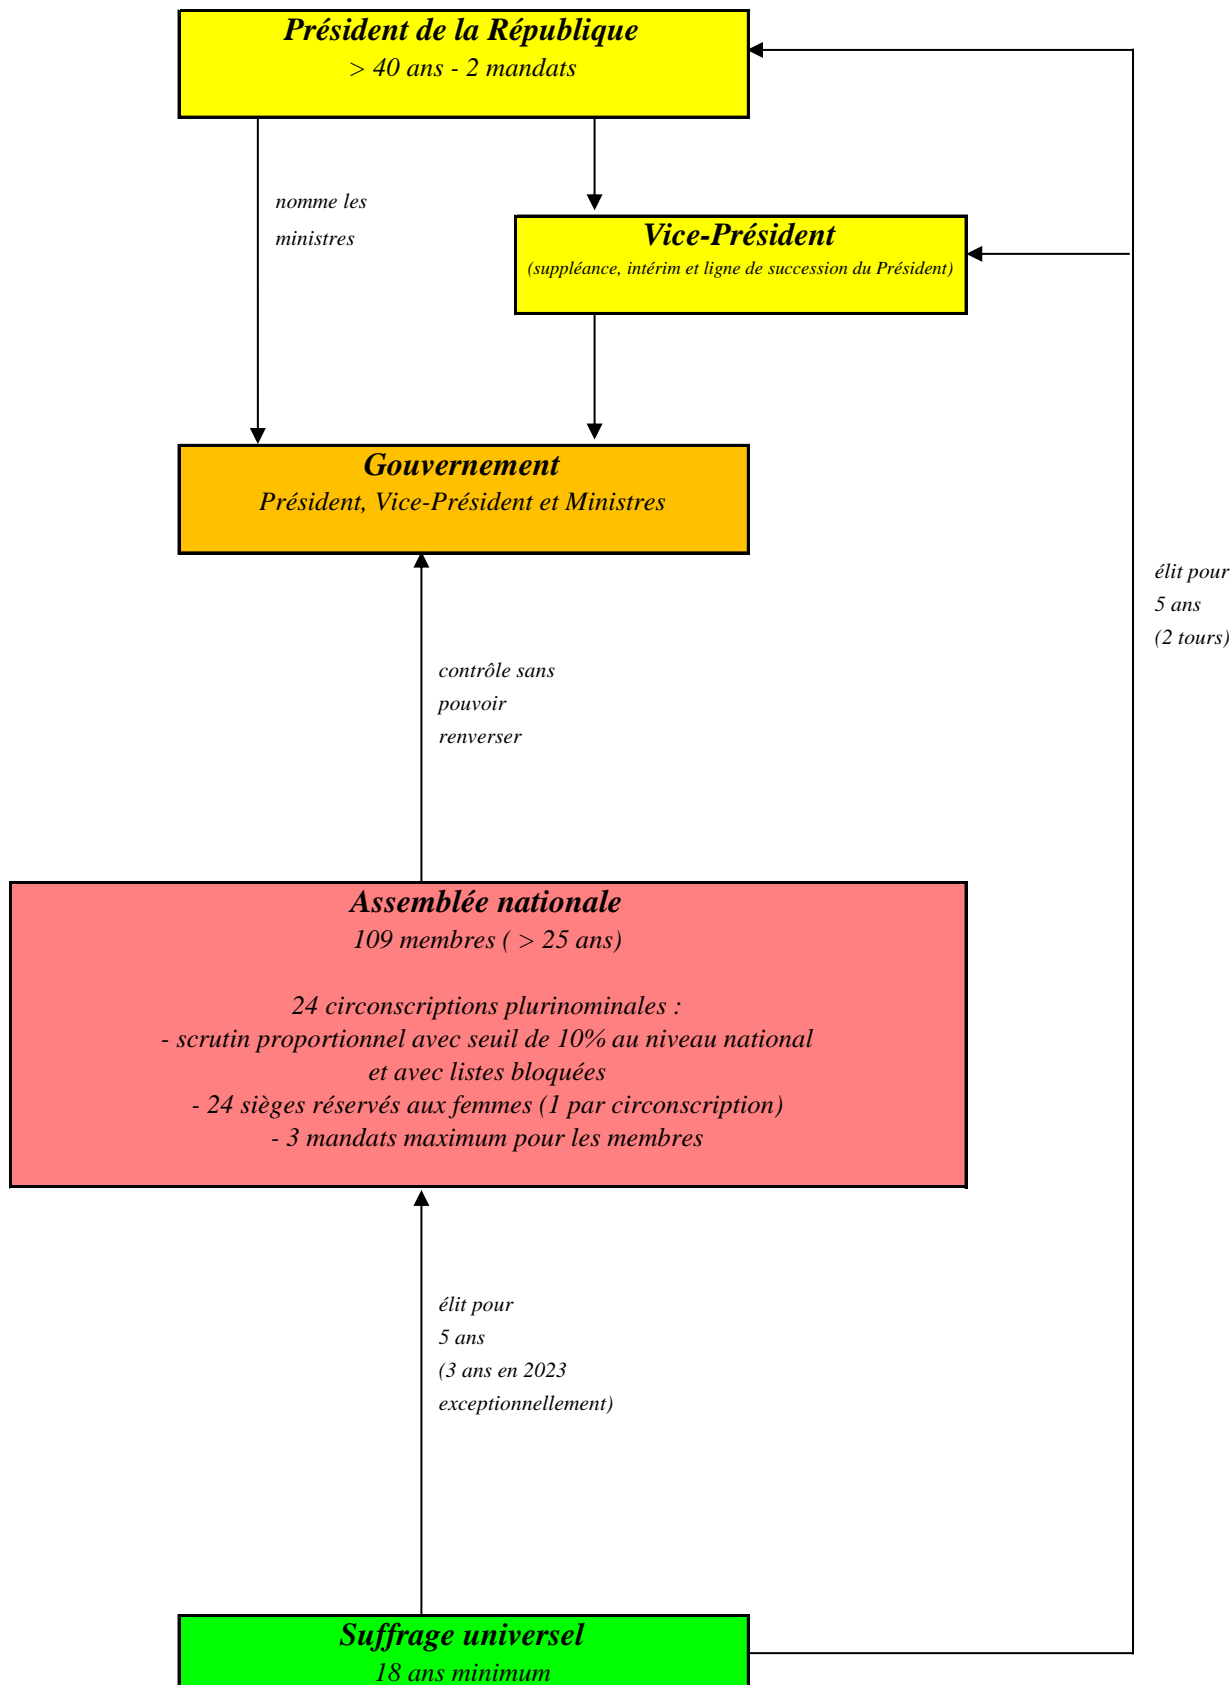 Président de la République
> 40 ans - 2 mandats
nomme les
ministres
Vice-Président
(suppléance, intérim et ligne de succession du Président)
Gouvernement
Président, Vice-Président et Ministres
élit pour
5 ans
(2 tours)
contrôle sans
pouvoir
renverser
Assemblée nationale
109 membres ( > 25 ans)
24 circonscriptions plurinominales :
- scrutin proportionnel avec seuil de 10% au niveau national
et avec listes bloquées
- 24 sièges réservés aux femmes (1 par circonscription)
- 3 mandats maximum pour les membres
élit pour
5 ans
(3 ans en 2023
exceptionnellement)
Suffrage universel
18 ans minimum